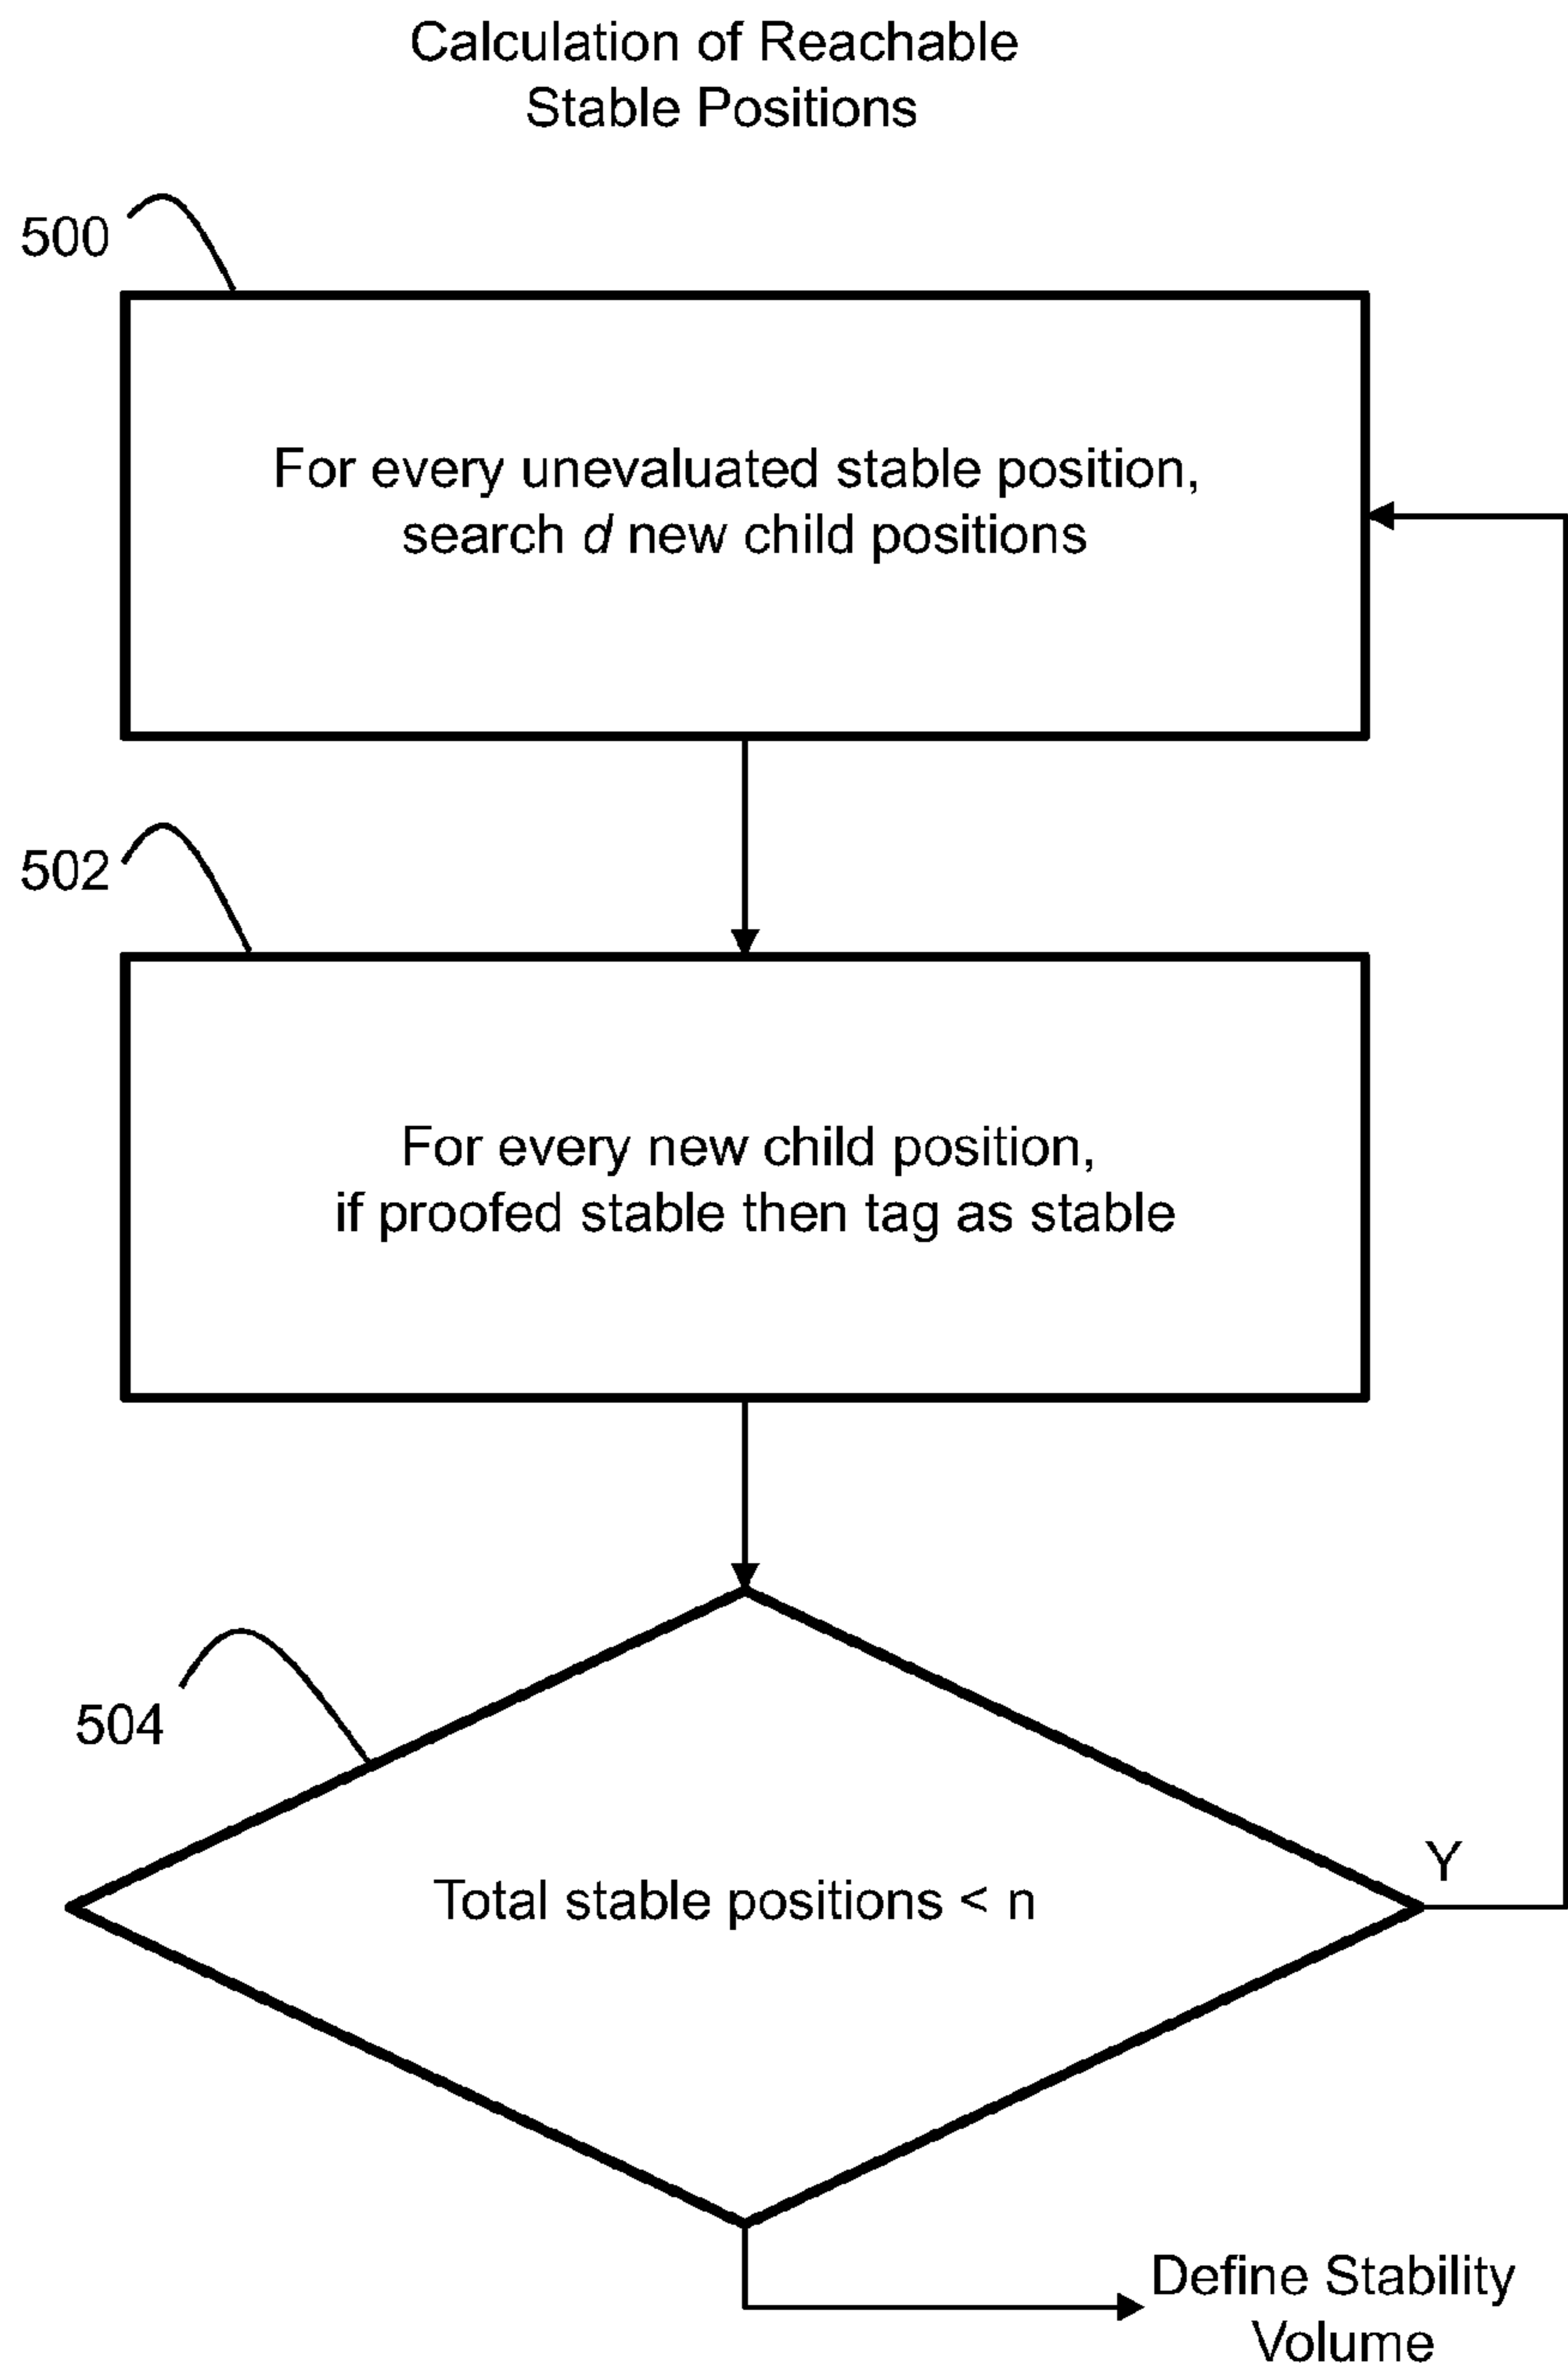 Calculation of Reachable
Stable Positions
500
For every unevaluated stable position,
search d new child positions
502
For every new child position,
if proofed stable then tag as stable
504
Total stable positions < n
Y
Define Stability
Volume